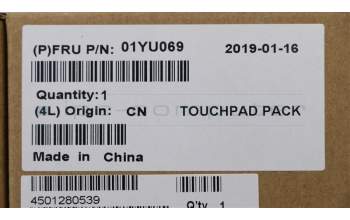 (P)FRU P/N: 01YU069 2019-01-16
Quantity:1
(4L) Origin: CN TOUCHPAD PACK
Made in China
4501280539 Q'ty 1